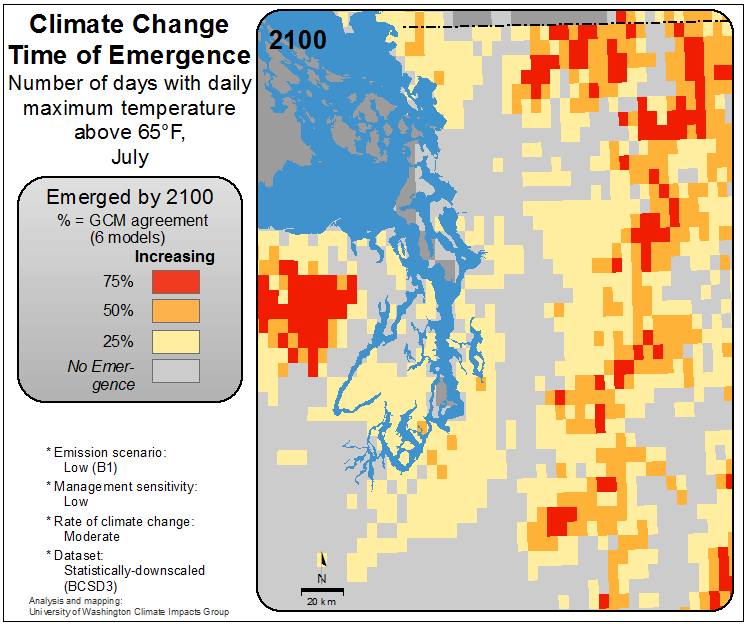 Climate Change
Time of Emergence
Number of days with daily
maximum temperature
above 65°F,
July
Emerged by 2100
% = GCM agreement
(6 models)
Increasing
75%
50%
25%
No Emer-
gence
* Emission scenario:
Low (B1)
* Management sensitivity:
Low
* Rate of climate change:
Moderate
* Dataset:
Statistically-downscaled
(BCSD3)
Analysis and mapping:
University of Washington Climate Impacts Group
2100
N
20 km